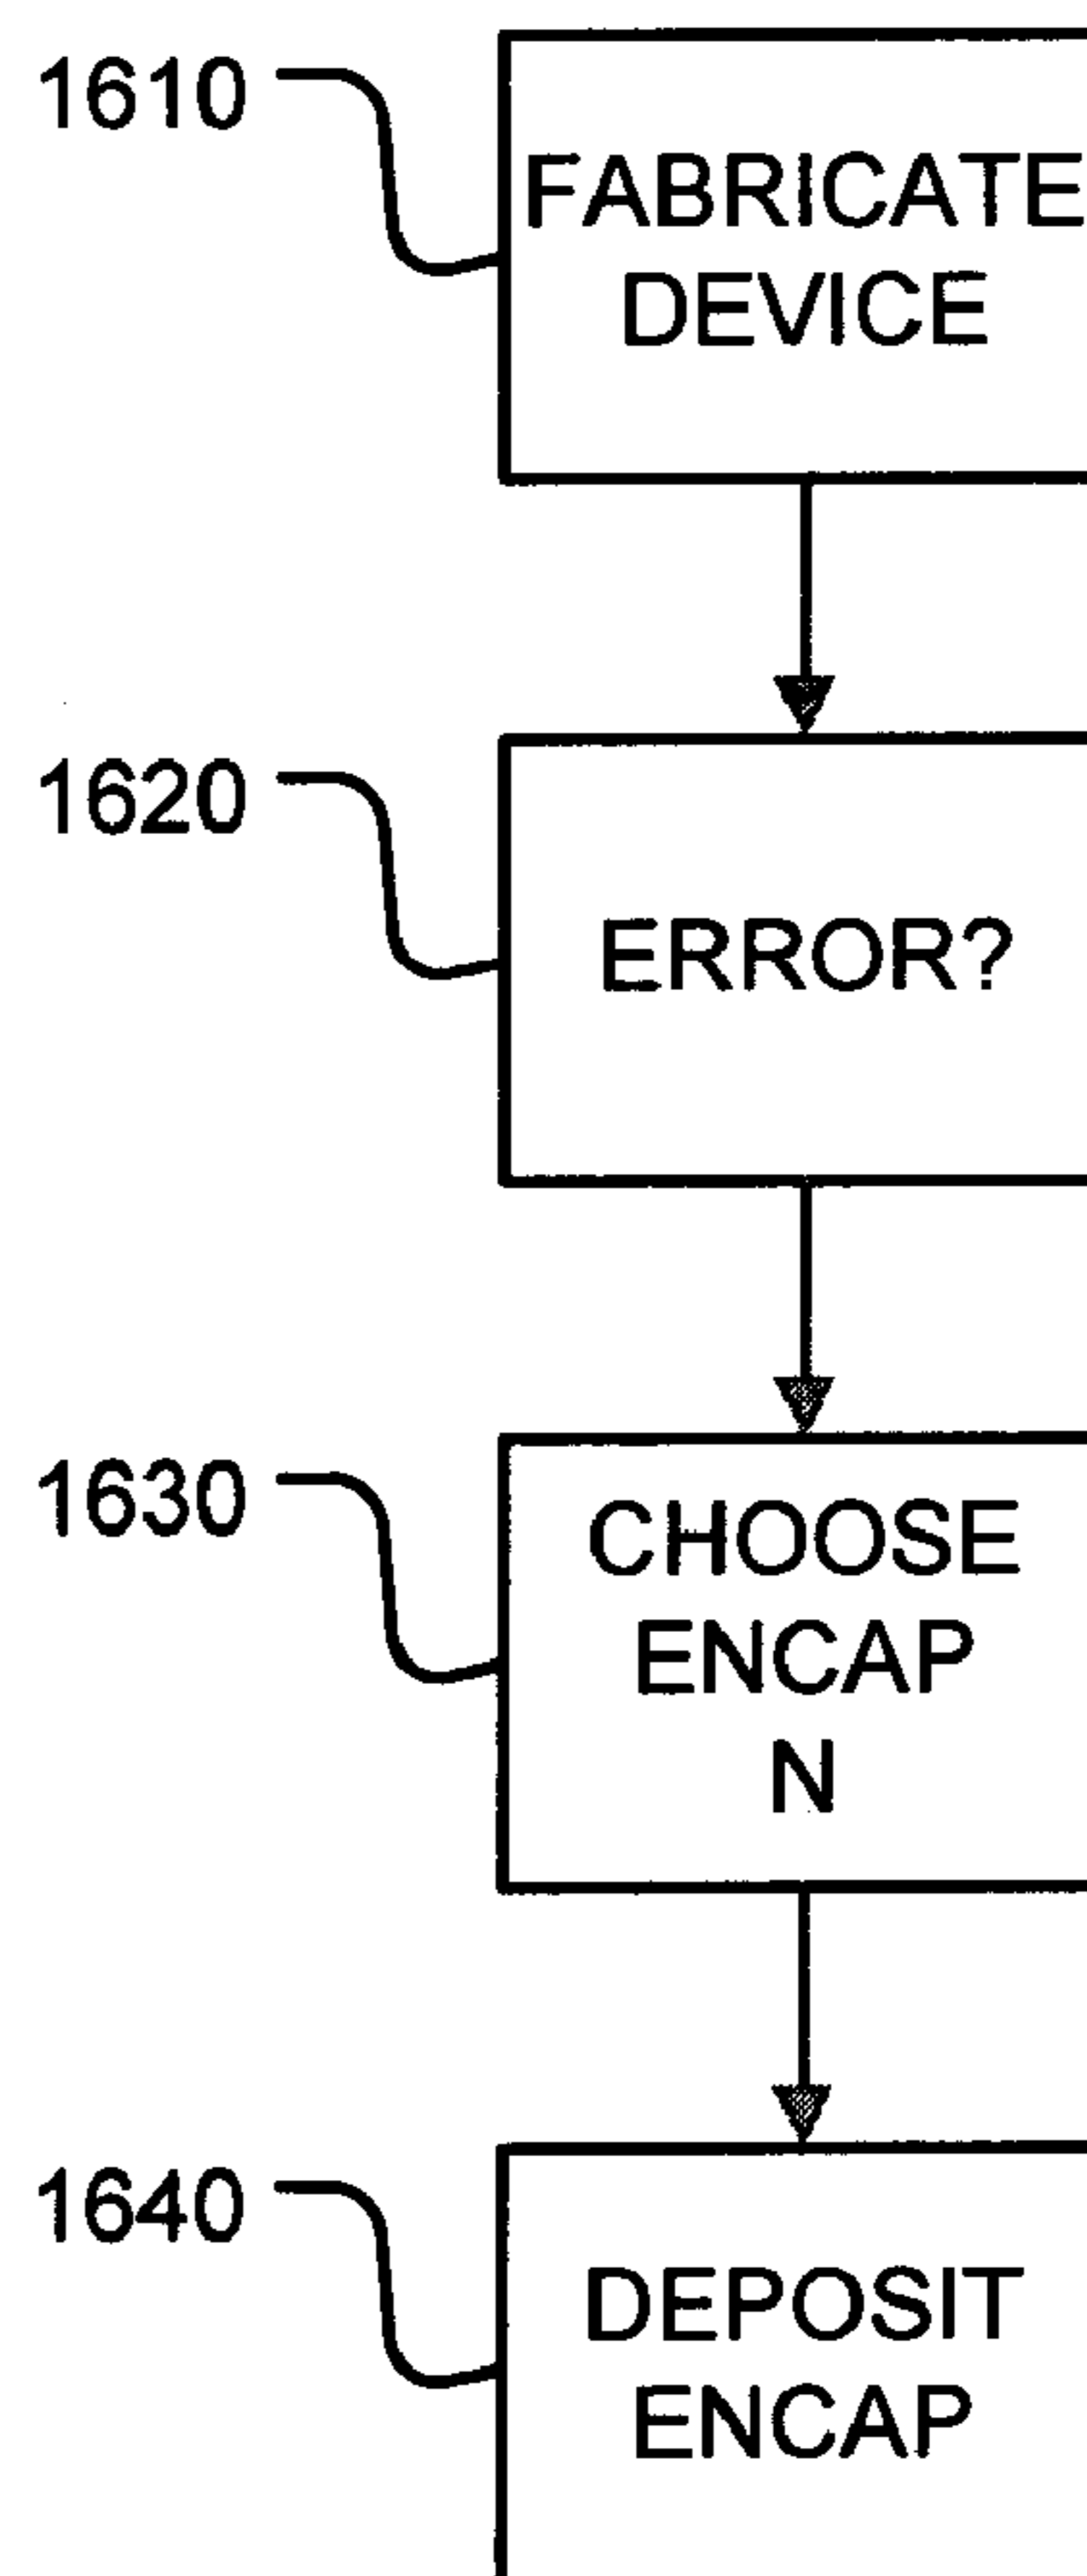 1610
FABRICATE
DEVICE
1620
ERROR?
1630
CHOOSE
ENCAP
N
1640
DEPOSIT
ENCAP